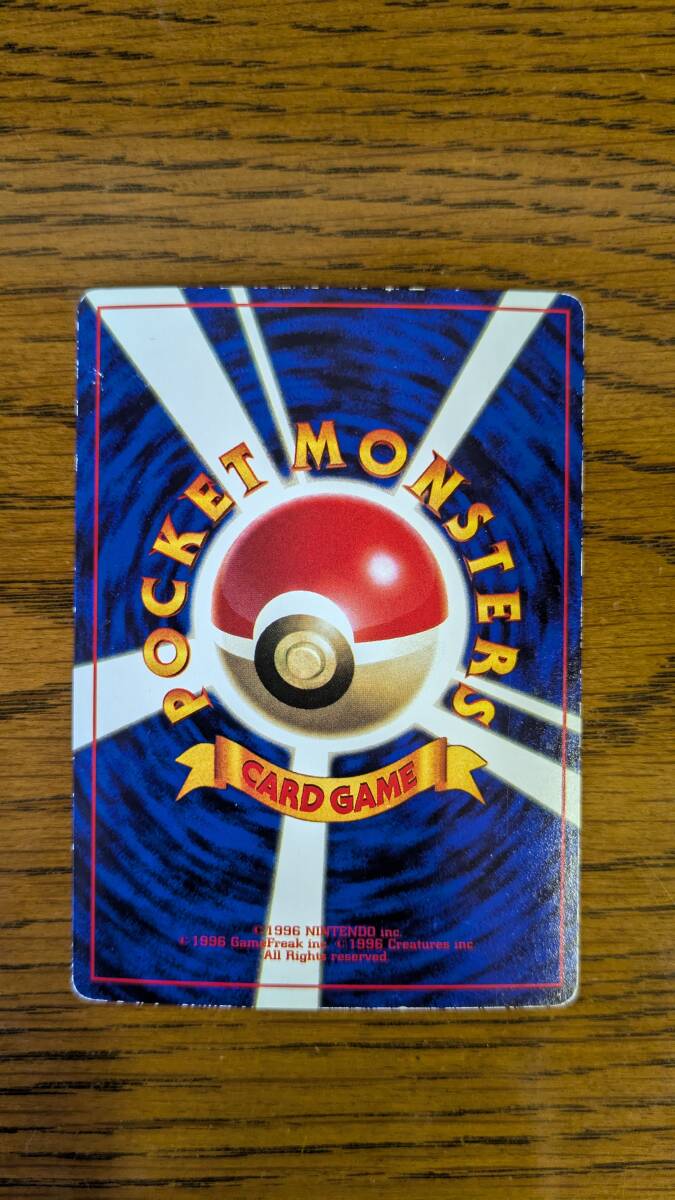 POCKET MONSTERS
CARD GAME
©1996 NINTENDO inc.
©1996 GameFreak inc. ©1996 Creatures inc.
All Rights reserved.